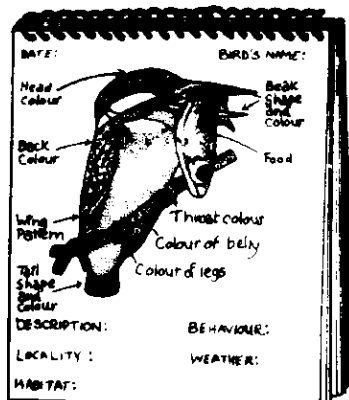 DATE: BIRD'S NAME:
Head
colour
Beak
Shape
and
Colour
Back
Colour
Food
Wing
Pattern
Throat colour
Colour of belly
Colour of legs
Tail
Shape
and
Colour
DESCRIPTION: BEHAVIOUR:
LOCALITY: WEATHER:
HABITAT: